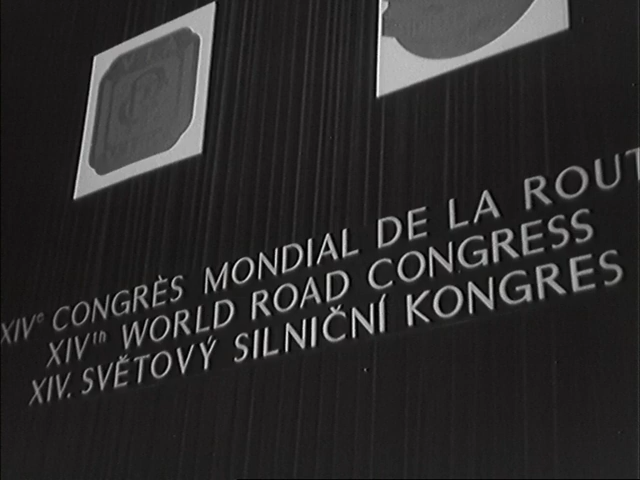 XIVe CONGRÈS MONDIAL DE LA ROUT
XIVth WORLD ROAD CONGRESS
XIV. SVĚTOVÝ SILNIČNÍ KONGRES